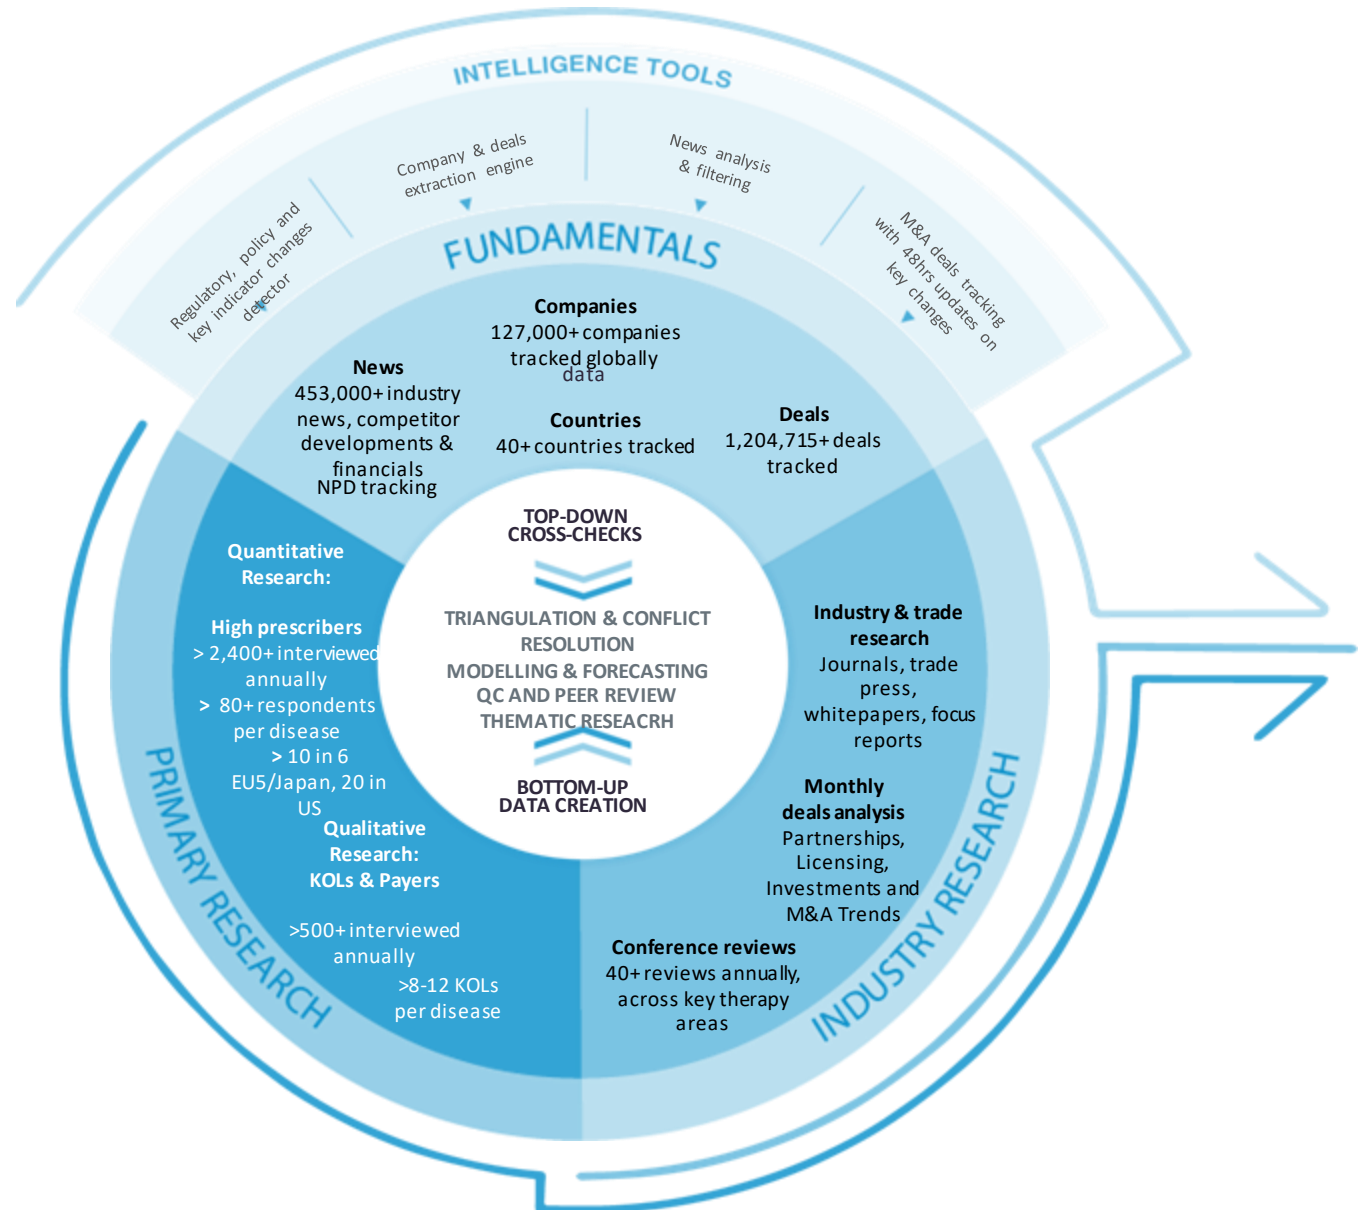 INTELLIGENCE TOOLS
Regulatory, policy and
key indicator changes
detector
Company & deals
extraction engine
News analysis
& filtering
M&A deals tracking
with 48hrs updates on
key changes
FUNDAMENTALS
Companies
127,000+ companies
tracked globally
data
News
453,000+ industry
news, competitor
developments &
financials
NPD tracking
Countries
40+ countries tracked
Deals
1,204,715+ deals
tracked
TOP-DOWN
CROSS-CHECKS
TRIANGULATION & CONFLICT
RESOLUTION
MODELLING & FORECASTING
QC AND PEER REVIEW
THEMATIC RESEACRH
BOTTOM-UP
DATA CREATION
Quantitative
Research:
High prescribers
> 2,400+ interviewed
annually
> 80+ respondents
per disease
> 10 in 6
EU5/Japan, 20 in
US
Qualitative
Research:
KOLs & Payers
>500+ interviewed
annually
>8-12 KOLs
per disease
PRIMARY RESEARCH
Industry & trade
research
Journals, trade
press,
whitepapers, focus
reports
Monthly
deals analysis
Partnerships,
Licensing,
Investments and
M&A Trends
Conference reviews
40+ reviews annually,
across key therapy
areas
INDUSTRY RESEARCH